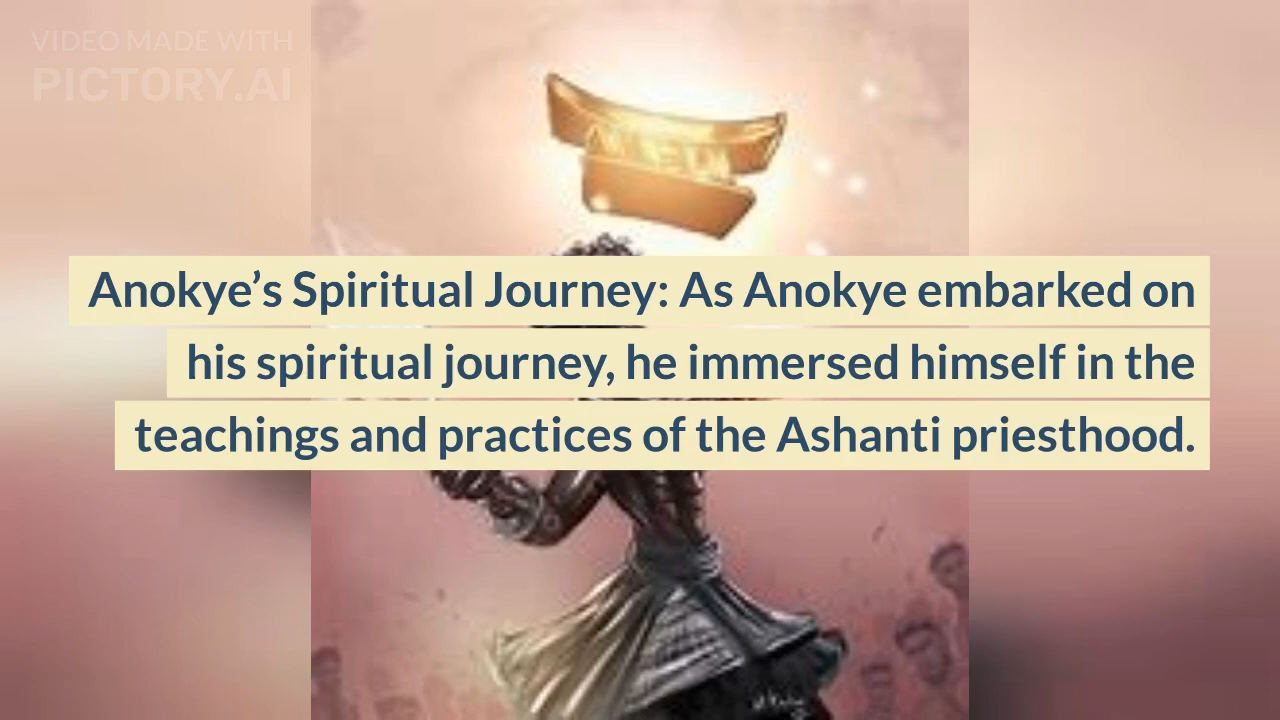 VIDEO MADE WITH
PICTORY.AI
Anokye’s Spiritual Journey: As Anokye embarked on
his spiritual journey, he immersed himself in the
teachings and practices of the Ashanti priesthood.